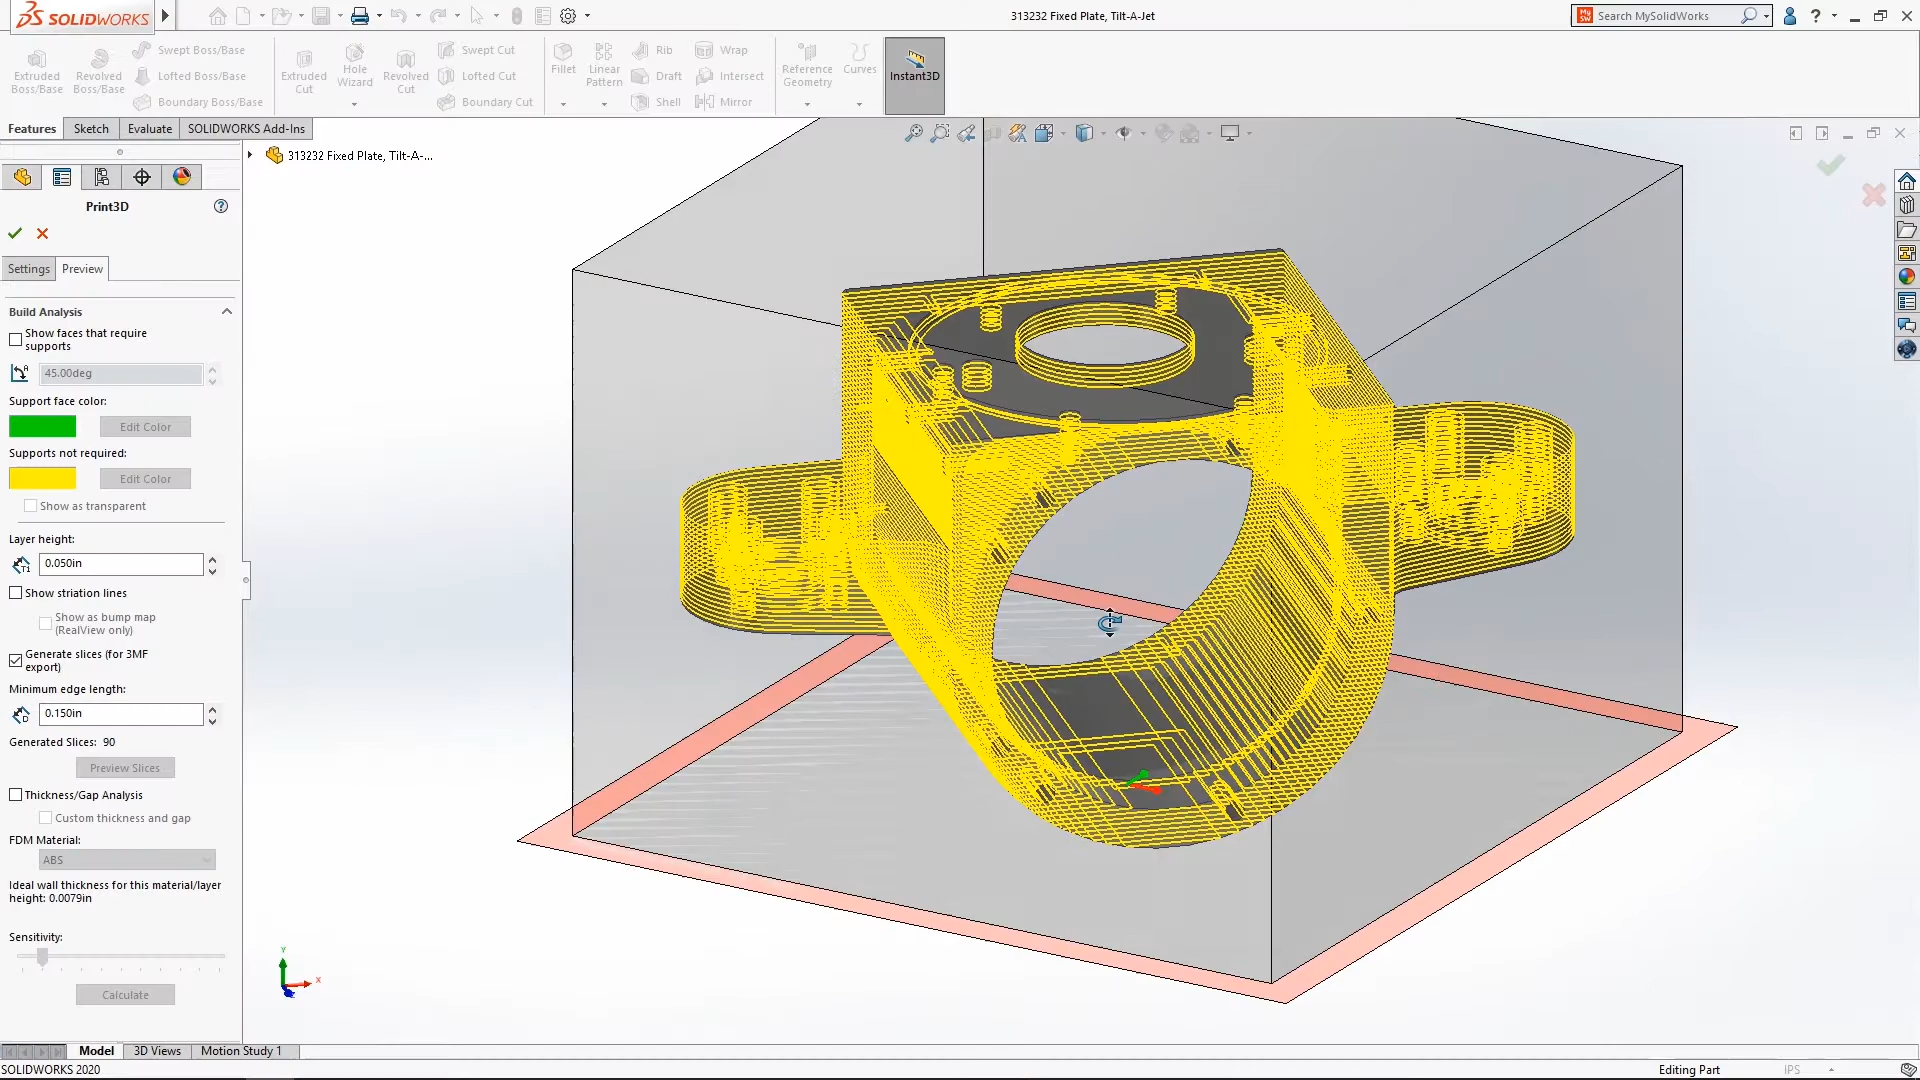 SOLIDWORKS
313232 Fixed Plate, Tilt-A-Jet
Search MySolidWorks
?
Extruded Boss/Base
Revolved Boss/Base
Swept Boss/Base
Lofted Boss/Base
Boundary Boss/Base
Extruded Cut
Hole Wizard
Revolved Cut
Swept Cut
Lofted Cut
Boundary Cut
Fillet
Linear Pattern
Rib
Draft
Shell
Wrap
Intersect
Mirror
Reference Geometry
Curves
Instant3D
Features
Sketch
Evaluate
SOLIDWORKS Add-Ins
313232 Fixed Plate, Tilt-A-...
Print3D
?
Settings
Preview
Build Analysis
Show faces that require
supports
45.00deg
Support face color:
Edit Color
Supports not required:
Edit Color
Show as transparent
Layer height:
0.050in
Show striation lines
Show as bump map
(RealView only)
Generate slices (for 3MF
export)
Minimum edge length:
0.150in
Generated Slices: 90
Preview Slices
Thickness/Gap Analysis
Custom thickness and gap
FDM Material:
ABS
Ideal wall thickness for this material/layer
height: 0.0079in
Sensitivity:
Calculate
Y
X
Model
3D Views
Motion Study 1
SOLIDWORKS 2020
Editing Part
IPS